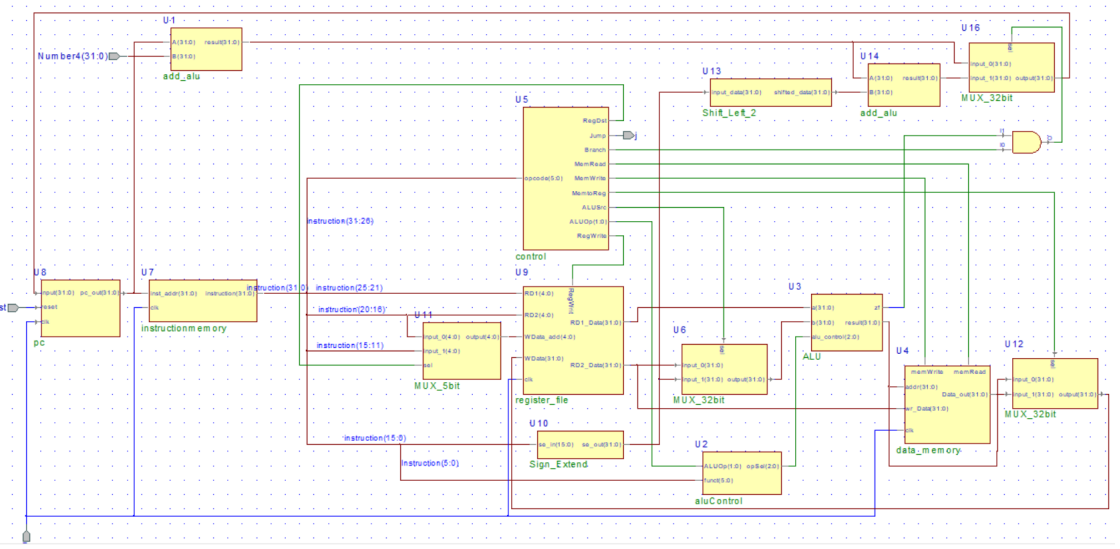 U1
A(31:0) result(31:0)
B(31:0)
add_alu
Number4(31:0)
U16
sel
input_0(31:0)
input_1(31:0) output(31:0)
MUX_32bit
U14
A(31:0) result(31:0)
B(31:0)
add_alu
U13
input_data(31:0) shifted_data(31:0)
Shift_Left_2
U5
RegDst
Jump
j
Branch
MemRead
opcode(5:0) MemWrite
MemtoReg
ALUSrc
ALUOp(1:0)
RegWrite
control
instruction(31:26)
U8
input(31:0) pc_out(31:0)
reset
clk
pc
st
U7
inst_addr(31:0) instruction(31:0)
clk
instructionmemory
instruction(31:0)
instruction(25:21)
instruction(20:16)
instruction(15:11)
U11
input_0(4:0) output(4:0)
input_1(4:0)
sel
MUX_5bit
U9
RD1(4:0)
RegWrit
RD2(4:0)
RD1_Data(31:0)
WData_add(4:0)
WData(31:0)
RD2_Data(31:0)
clk
register_file
U6
sel
input_0(31:0)
input_1(31:0) output(31:0)
MUX_32bit
U3
a(31:0) zf
b(31:0) result(31:0)
alu_control(2:0)
ALU
U4
memWrite memRead
addr(31:0)
Data_out(31:0)
wr_Data(31:0)
clk
data_memory
U12
sel
input_0(31:0)
input_1(31:0) output(31:0)
MUX_32bit
U10
se_in(15:0) se_out(31:0)
Sign_Extend
instruction(15:0)
Instruction(5:0)
U2
ALUOp(1:0) opSel(2:0)
funct(5:0)
aluControl